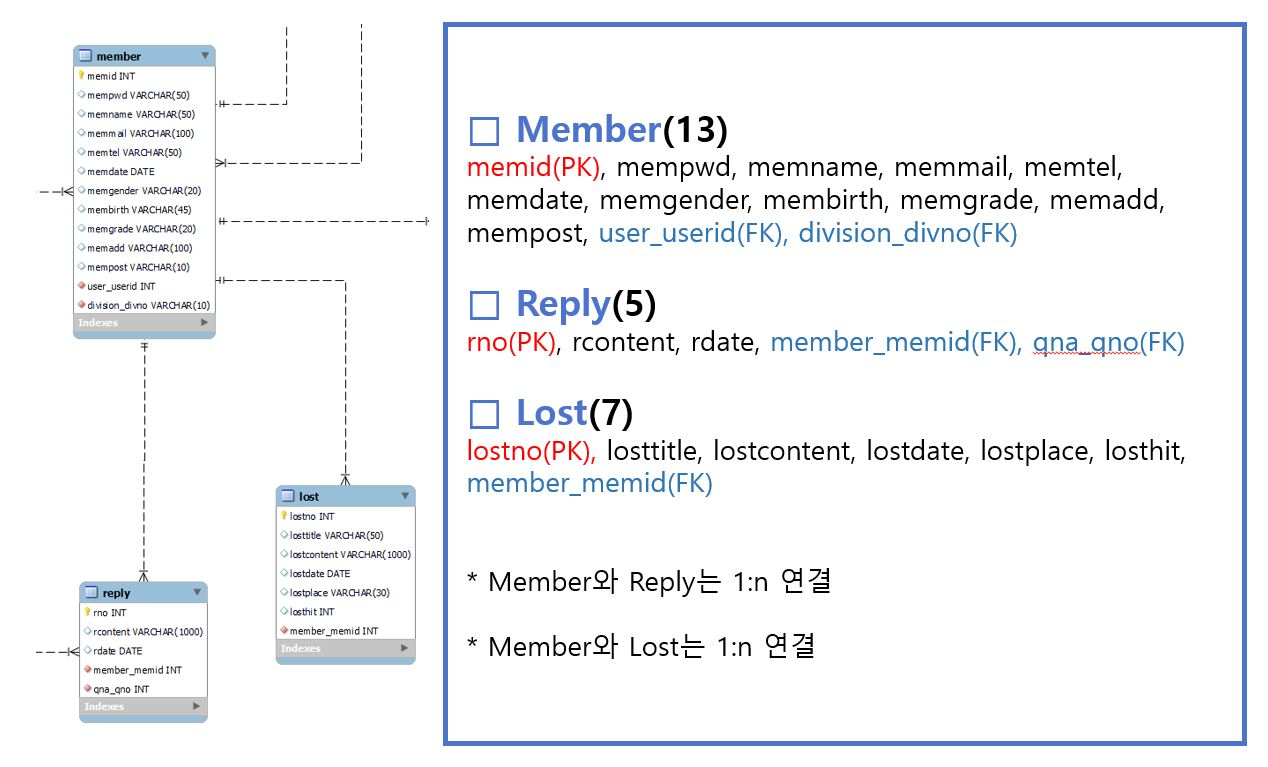 member
memid INT
mempwd VARCHAR(50)
memname VARCHAR(50)
memmail VARCHAR(100)
memtel VARCHAR(50)
memdate DATE
memgender VARCHAR(20)
membirth VARCHAR(45)
memgrade VARCHAR(20)
memadd VARCHAR(100)
mempost VARCHAR(10)
user_userid INT
division_divno VARCHAR(10)
Indexes
reply
rno INT
rcontent VARCHAR(1000)
rdate DATE
member_memid INT
qna_qno INT
Indexes
lost
lostno INT
losttitle VARCHAR(50)
lostcontent VARCHAR(1000)
lostdate DATE
lostplace VARCHAR(30)
losthit INT
member_memid INT
Indexes
□ Member(13)
memid(PK), mempwd, memname, memmail, memtel,
memdate, memgender, membirth, memgrade, memadd,
mempost, user_userid(FK), division_divno(FK)
□ Reply(5)
rno(PK), rcontent, rdate, member_memid(FK), qna_qno(FK)
□ Lost(7)
lostno(PK), losttitle, lostcontent, lostdate, lostplace, losthit,
member_memid(FK)
* Member와 Reply는 1:n 연결
* Member와 Lost는 1:n 연결